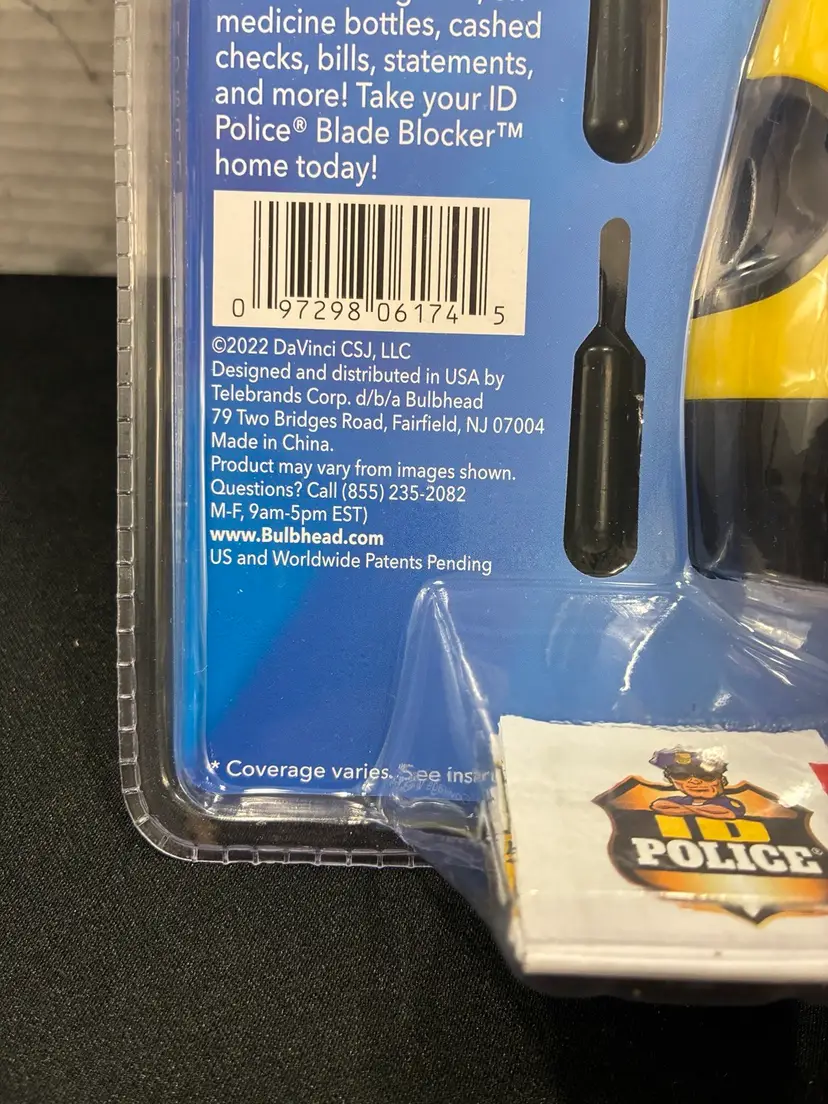 medicine bottles, cashed
checks, bills, statements,
and more! Take your ID
Police® Blade Blocker™
home today!
0 97298 06174 5
©2022 DaVinci CSJ, LLC
Designed and distributed in USA by
Telebrands Corp. d/b/a Bulbhead
79 Two Bridges Road, Fairfield, NJ 07004
Made in China.
Product may vary from images shown.
Questions? Call (855) 235-2082
M-F, 9am-5pm EST)
www.Bulbhead.com
US and Worldwide Patents Pending
* Coverage varies. See
ID
POLICE®